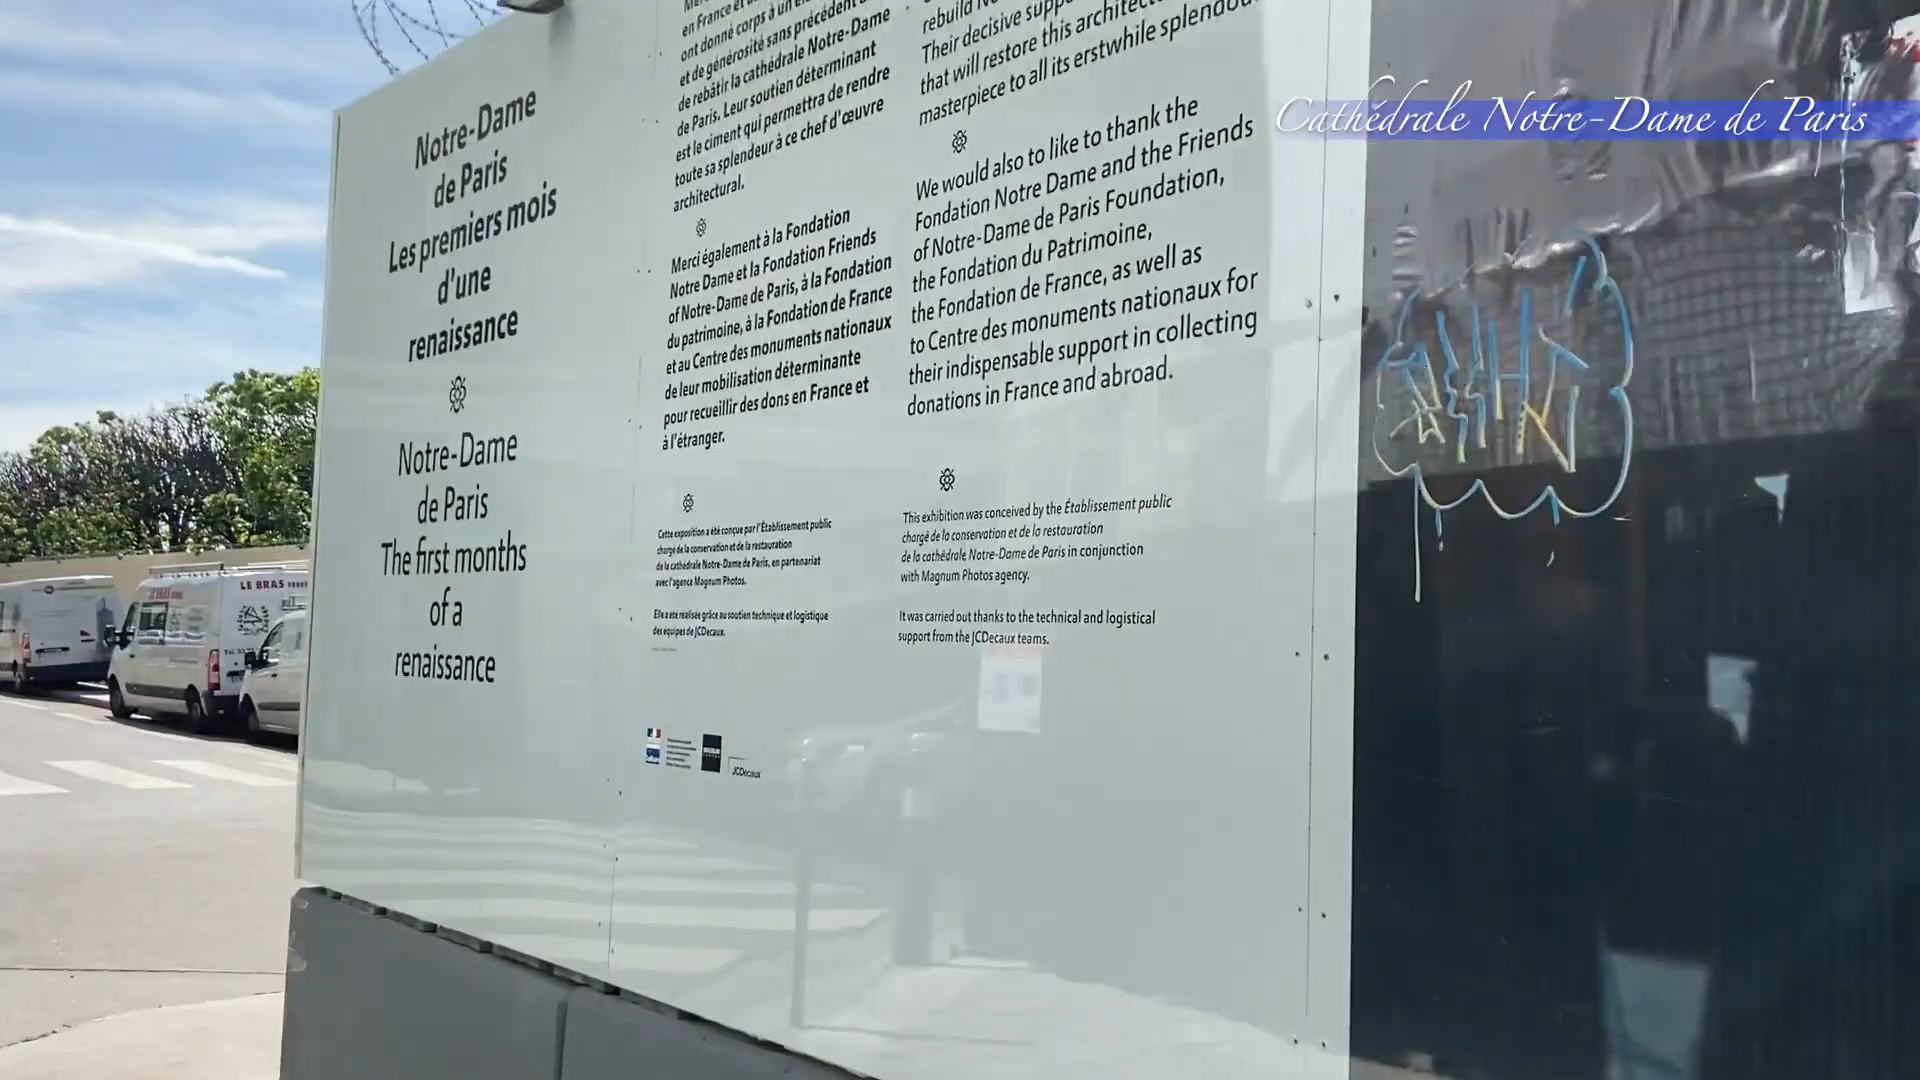 Cathédrale Notre-Dame de Paris
Notre-Dame
de Paris
Les premiers mois
d'une
renaissance
Notre-Dame
de Paris
The first months
of a
renaissance
en France et
ont donné corps à un
et de générosité sans précédent
de rebâtir la cathédrale Notre-Dame
de Paris. Leur soutien déterminant
est le ciment qui permettra de rendre
toute sa splendeur à ce chef d'œuvre
architectural.
Merci également à la Fondation
Notre Dame et la Fondation Friends
of Notre-Dame de Paris, à la Fondation
du patrimoine, à la Fondation de France
et au Centre des monuments nationaux
de leur mobilisation déterminante
pour recueillir des dons en France et
à l'étranger.
Cette exposition a été conçue par l'Établissement public
chargé de la conservation et de la restauration
de la cathédrale Notre-Dame de Paris, en partenariat
avec l'agence Magnum Photos.
Elle a été réalisée grâce au soutien technique et logistique
des équipes de JCDecaux.
rebuild
Their decisive
that will restore this
masterpiece to all its erstwhile splendour
We would also to like to thank the
Fondation Notre Dame and the Friends
of Notre-Dame de Paris Foundation,
the Fondation du Patrimoine,
the Fondation de France, as well as
to Centre des monuments nationaux for
their indispensable support in collecting
donations in France and abroad.
This exhibition was conceived by the Établissement public
chargé de la conservation et de la restauration
de la cathédrale Notre-Dame de Paris in conjunction
with Magnum Photos agency.
It was carried out thanks to the technical and logistical
support from the JCDecaux teams.
JCDecaux
LE BRAS